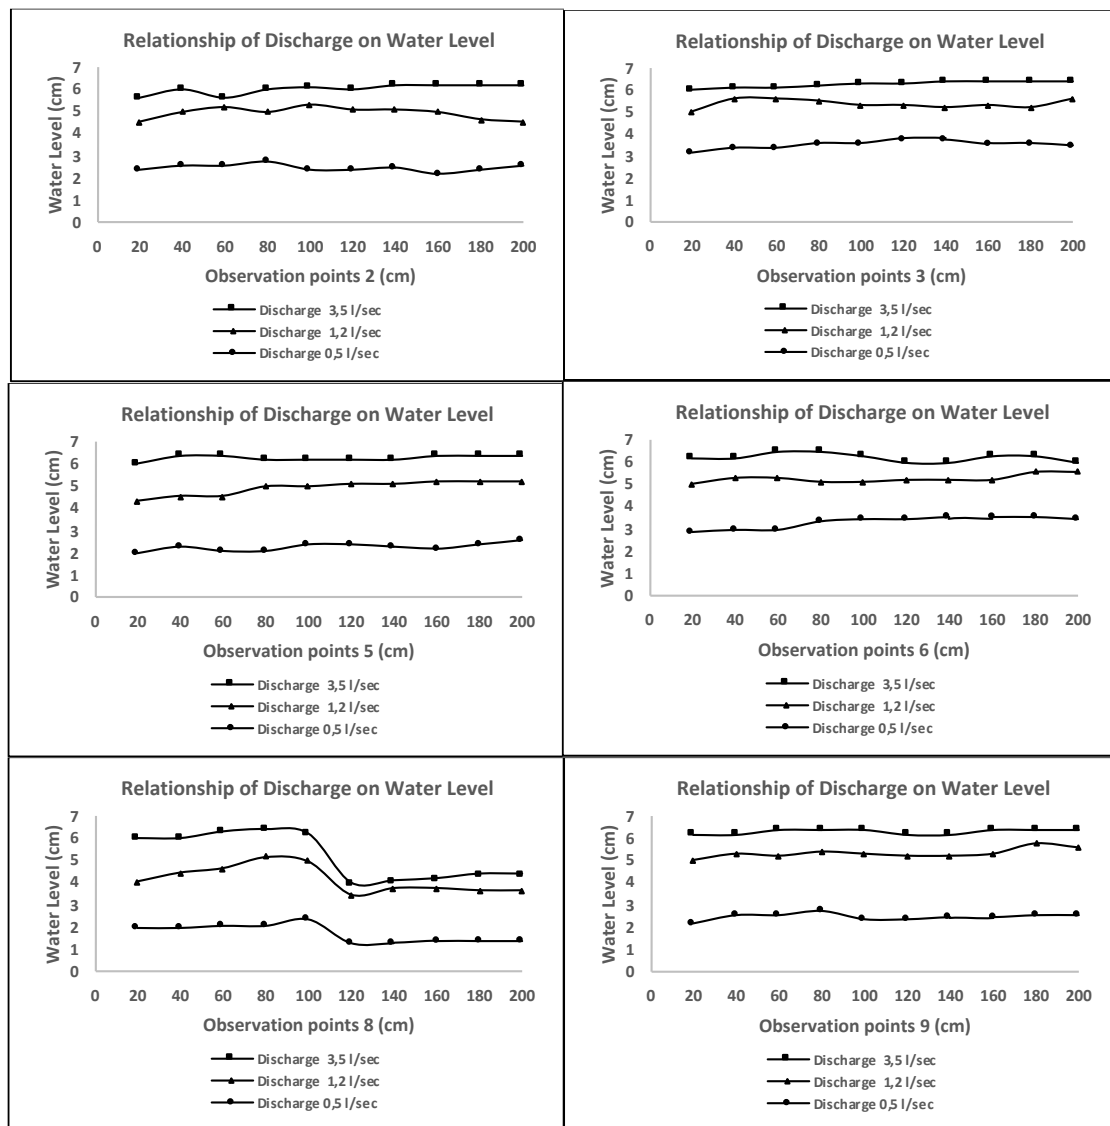 Relationship of Discharge on Water Level
Water Level (cm)
7
6
5
4
3
2
1
0
0 20 40 60 80 100 120 140 160 180 200
Observation points 2 (cm)
Discharge 3,5 l/sec
Discharge 1,2 l/sec
Discharge 0,5 l/sec
Relationship of Discharge on Water Level
Water Level (cm)
7
6
5
4
3
2
1
0
0 20 40 60 80 100 120 140 160 180 200
Observation points 3 (cm)
Discharge 3,5 l/sec
Discharge 1,2 l/sec
Discharge 0,5 l/sec
Relationship of Discharge on Water Level
Water Level (cm)
7
6
5
4
3
2
1
0
0 20 40 60 80 100 120 140 160 180 200
Observation points 5 (cm)
Discharge 3,5 l/sec
Discharge 1,2 l/sec
Discharge 0,5 l/sec
Relationship of Discharge on Water Level
Water Level (cm)
7
6
5
4
3
2
1
0
0 20 40 60 80 100 120 140 160 180 200
Observation points 6 (cm)
Discharge 3,5 l/sec
Discharge 1,2 l/sec
Discharge 0,5 l/sec
Relationship of Discharge on Water Level
Water Level (cm)
7
6
5
4
3
2
1
0
0 20 40 60 80 100 120 140 160 180 200
Observation points 8 (cm)
Discharge 3,5 l/sec
Discharge 1,2 l/sec
Discharge 0,5 l/sec
Relationship of Discharge on Water Level
Water Level (cm)
7
6
5
4
3
2
1
0
0 20 40 60 80 100 120 140 160 180 200
Observation points 9 (cm)
Discharge 3,5 l/sec
Discharge 1,2 l/sec
Discharge 0,5 l/sec